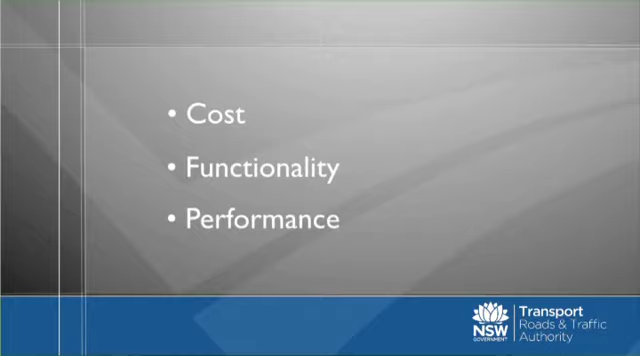 • Cost
• Functionality
• Performance
NSW
GOVERNMENT
Transport
Roads & Traffic
Authority